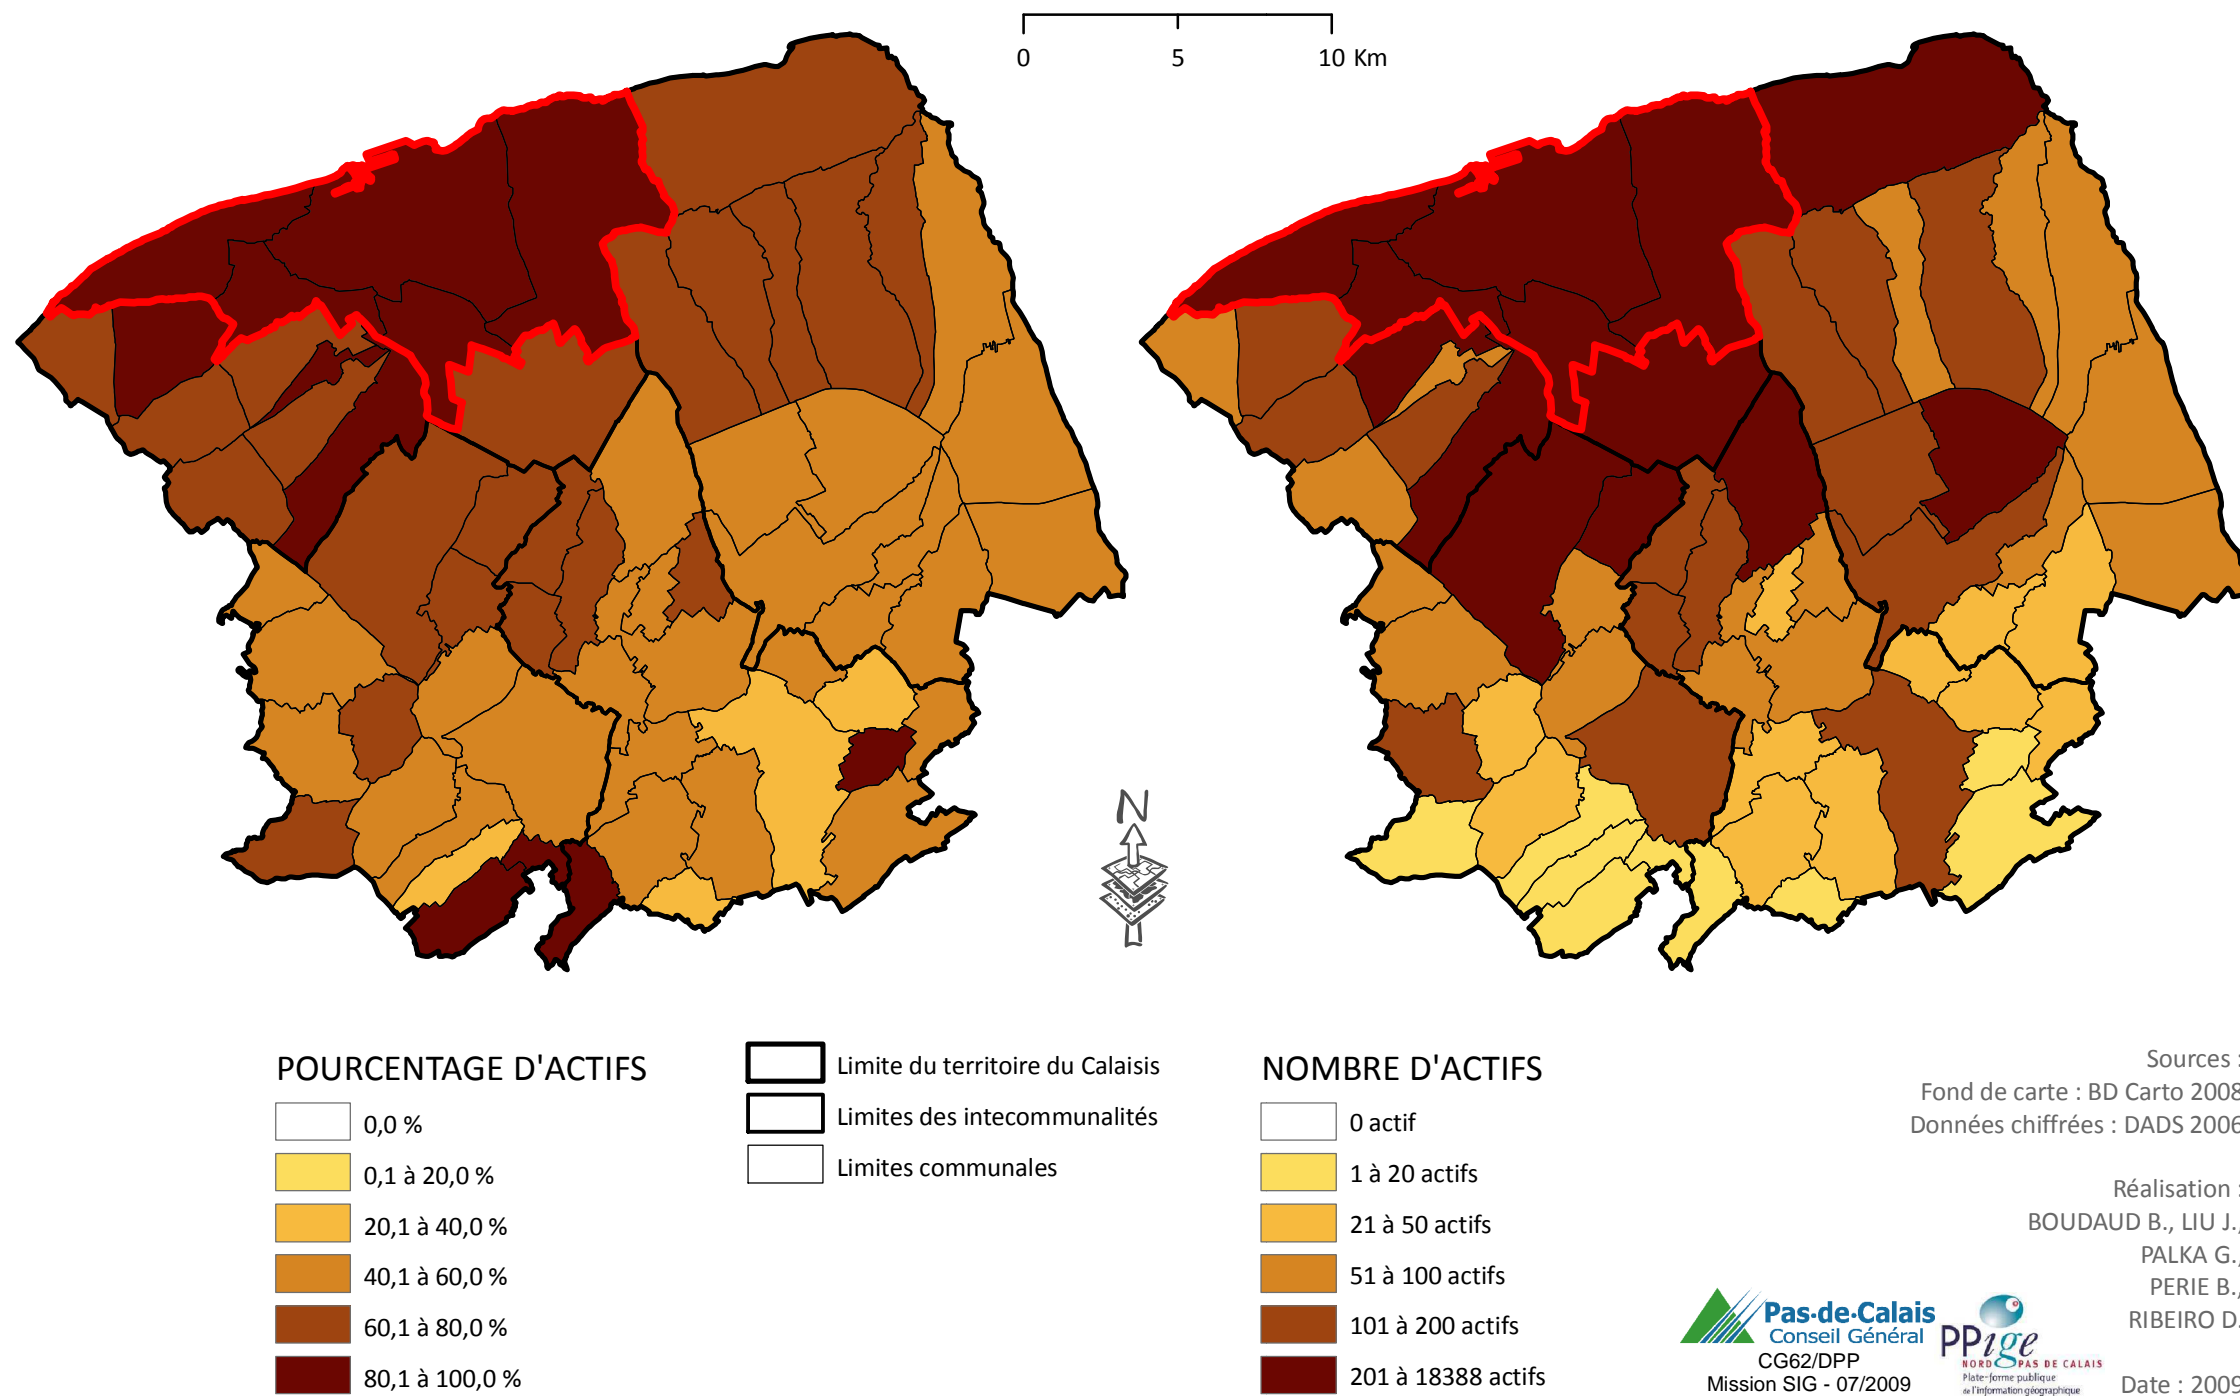 0 5 10 Km
N
POURCENTAGE D'ACTIFS
0,0 %
0,1 à 20,0 %
20,1 à 40,0 %
40,1 à 60,0 %
60,1 à 80,0 %
80,1 à 100,0 %
Limite du territoire du Calaisis
Limites des intecommunalités
Limites communales
NOMBRE D'ACTIFS
0 actif
1 à 20 actifs
21 à 50 actifs
51 à 100 actifs
101 à 200 actifs
201 à 18388 actifs
Sources :
Fond de carte : BD Carto 2008
Données chiffrées : DADS 2006
Réalisation :
BOUDAUD B., LIU J.,
PALKA G.,
PERIE B.,
RIBEIRO D.
Date : 2009
Pas-de-Calais
Conseil Général
CG62/DPP
Mission SIG - 07/2009
PPige
NORD PAS DE CALAIS
Plate-forme publique
de l'information géographique